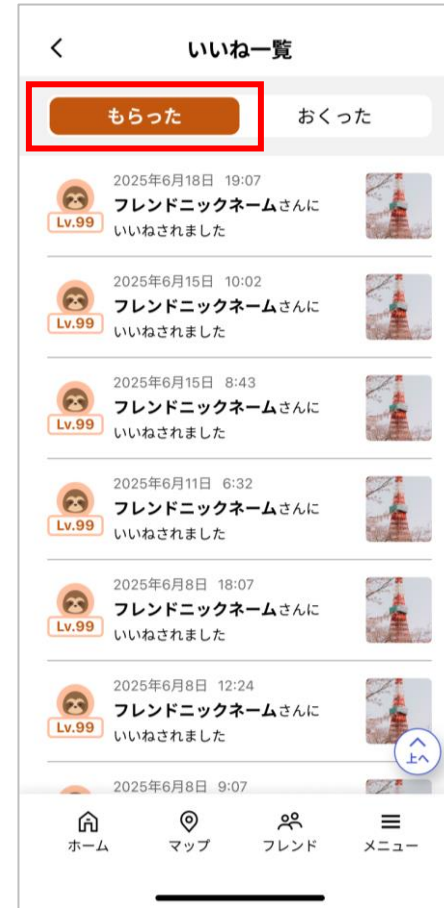 いいね一覧
もらった
おくった
2025年6月18日 19:07
フレンドニックネームさんに
いいねされました
Lv.99
2025年6月15日 10:02
フレンドニックネームさんに
いいねされました
Lv.99
2025年6月15日 8:43
フレンドニックネームさんに
いいねされました
Lv.99
2025年6月11日 6:32
フレンドニックネームさんに
いいねされました
Lv.99
2025年6月8日 18:07
フレンドニックネームさんに
いいねされました
Lv.99
2025年6月8日 12:24
フレンドニックネームさんに
いいねされました
Lv.99
上へ
2025年6月8日 9:07
ホーム
マップ
フレンド
メニュー